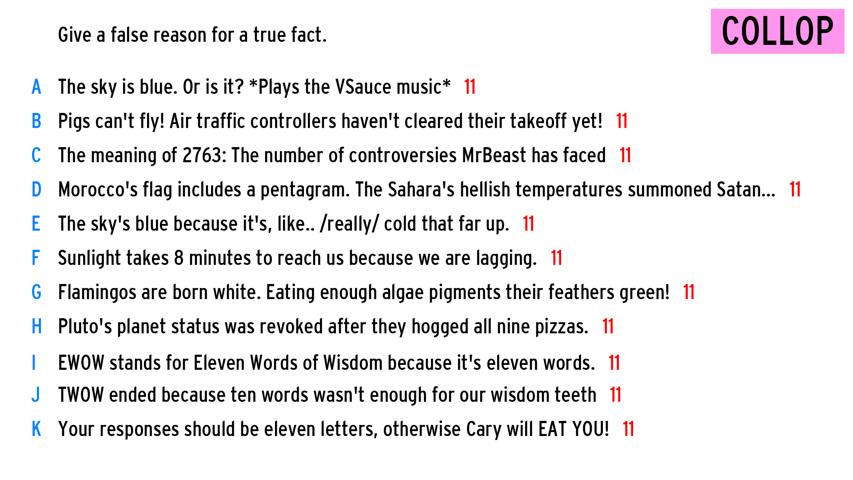 Give a false reason for a true fact.
COLLOP
A The sky is blue. Or is it? *Plays the VSauce music* 11
B Pigs can't fly! Air traffic controllers haven't cleared their takeoff yet! 11
C The meaning of 2763: The number of controversies MrBeast has faced 11
D Morocco's flag includes a pentagram. The Sahara's hellish temperatures summoned Satan... 11
E The sky's blue because it's, like.. /really/ cold that far up. 11
F Sunlight takes 8 minutes to reach us because we are lagging. 11
G Flamingos are born white. Eating enough algae pigments their feathers green! 11
H Pluto's planet status was revoked after they hogged all nine pizzas. 11
I EWOW stands for Eleven Words of Wisdom because it's eleven words. 11
J TWOW ended because ten words wasn't enough for our wisdom teeth 11
K Your responses should be eleven letters, otherwise Cary will EAT YOU! 11